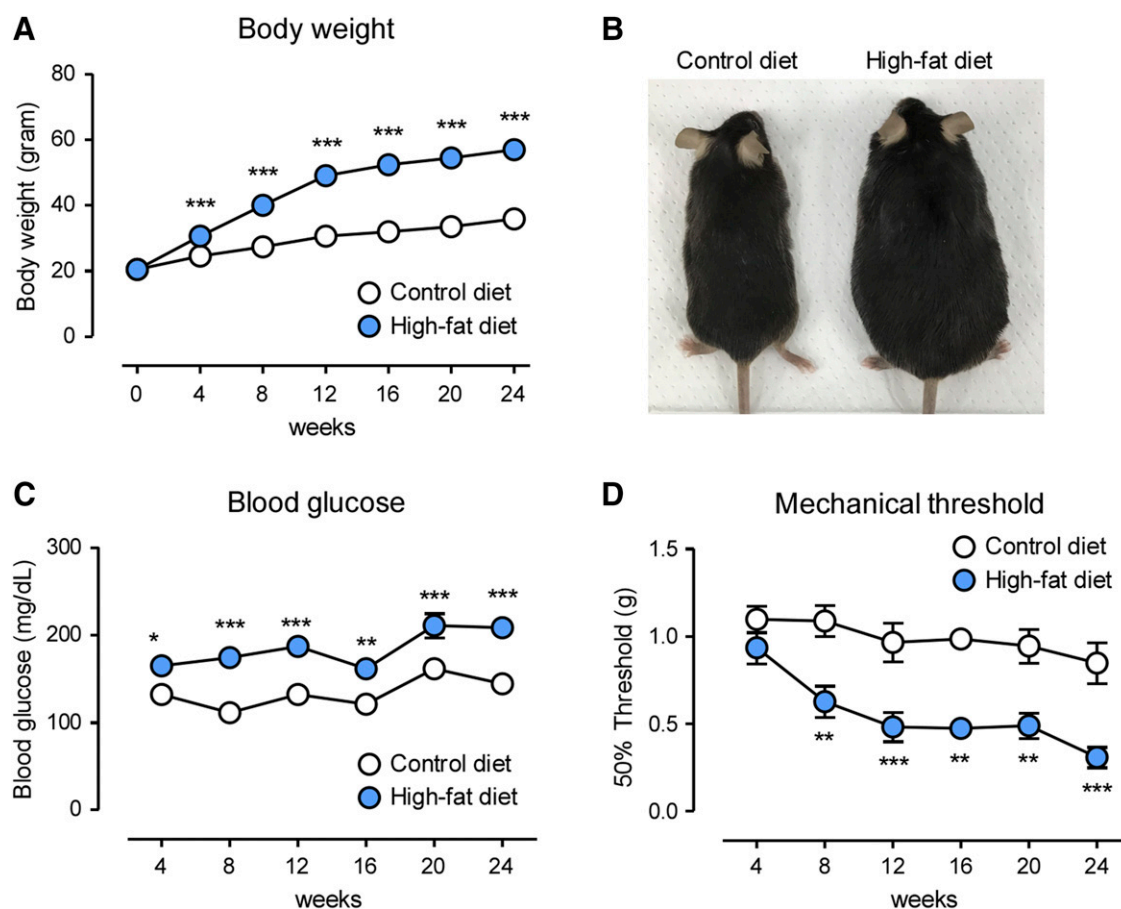 A
Body weight
Body weight (gram)
80
60
40
20
0
***
***
***
***
***
***
Control diet
High-fat diet
0 4 8 12 16 20 24
weeks
B
Control diet High-fat diet
C
Blood glucose
Blood glucose (mg/dL)
300
200
100
0
*
***
***
**
***
***
Control diet
High-fat diet
4 8 12 16 20 24
weeks
D
Mechanical threshold
50% Threshold (g)
1.5
1.0
0.5
0.0
Control diet
High-fat diet
**
***
**
**
***
4 8 12 16 20 24
weeks